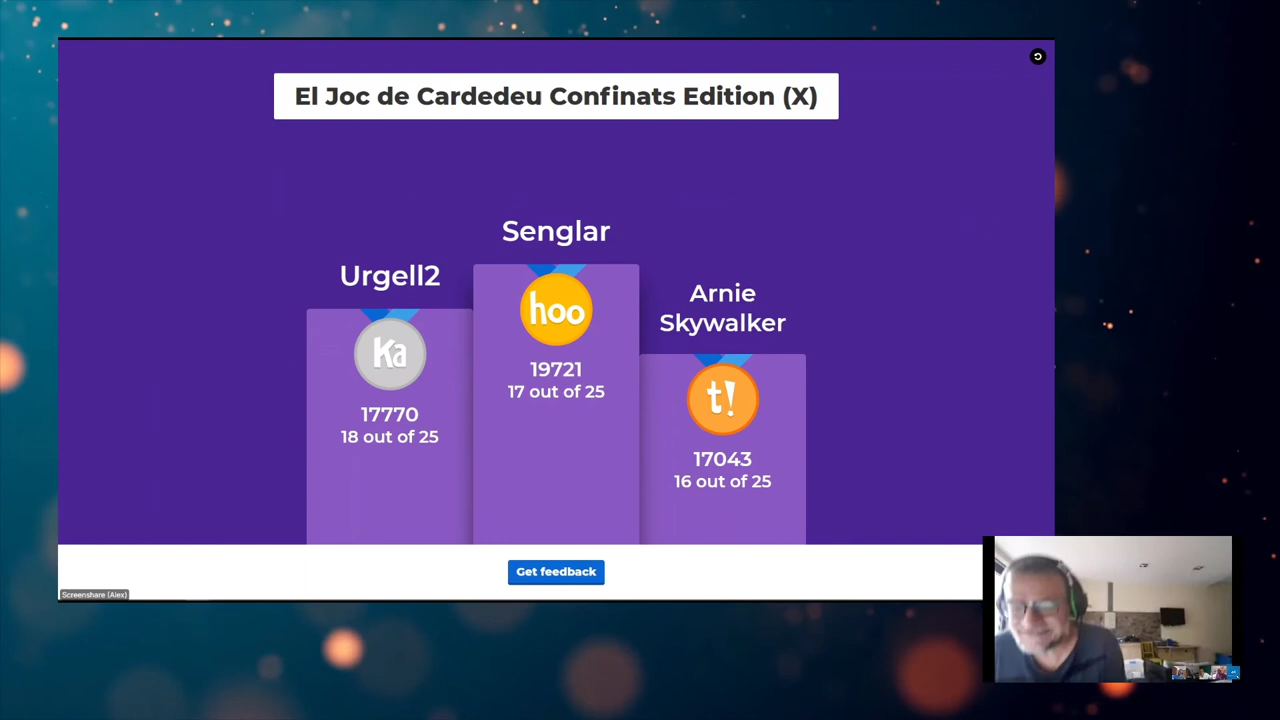 El Joc de Cardedeu Confinats Edition (X)
Senglar
Urgell2
Arnie
Skywalker
hoo
Ka
t!
19721
17 out of 25
17770
18 out of 25
17043
16 out of 25
Get feedback
Screenshare (Alex)